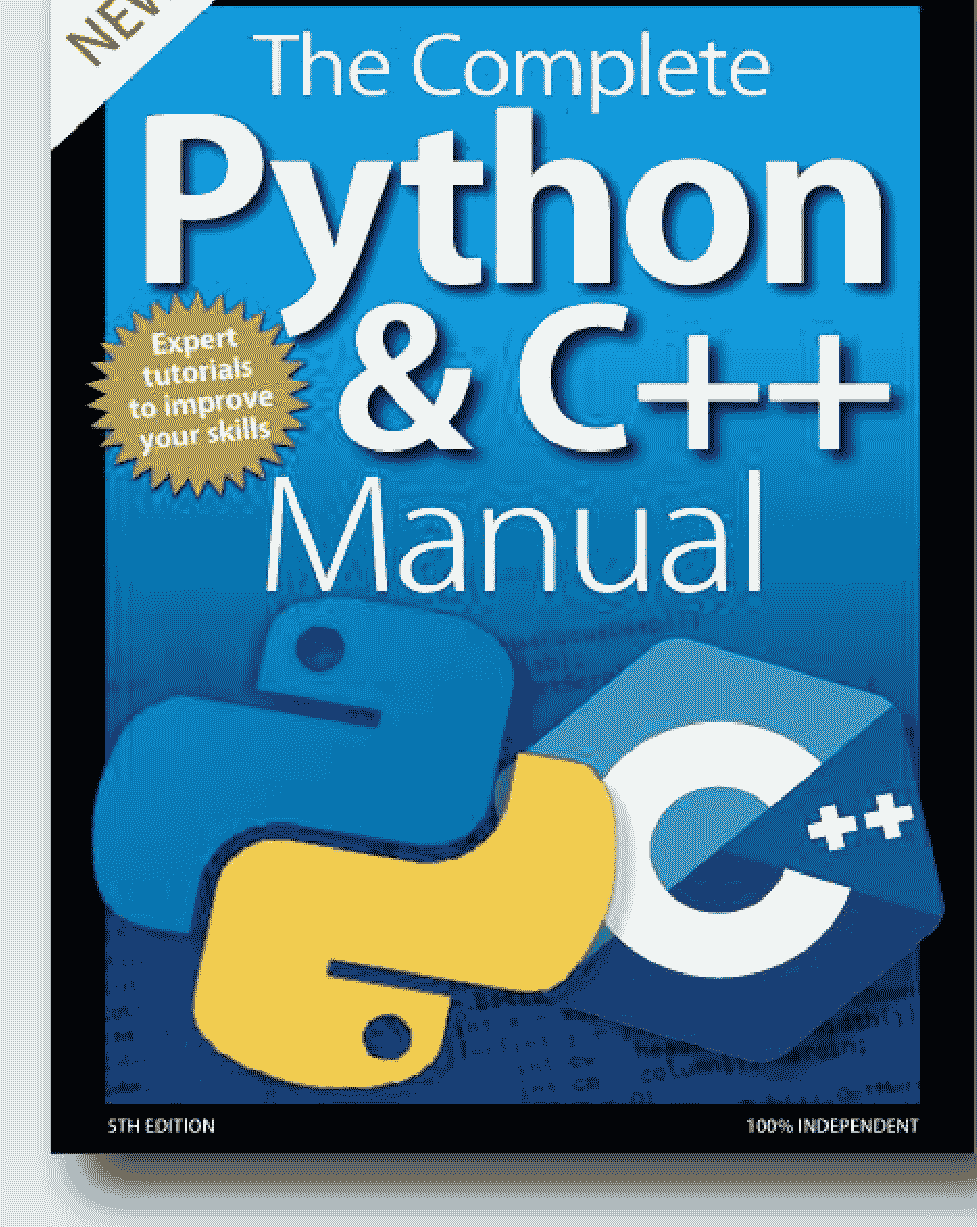 NEW
The Complete
Python
& C++
Manual
Expert
tutorials
to improve
your skills
C
++
5TH EDITION
100% INDEPENDENT